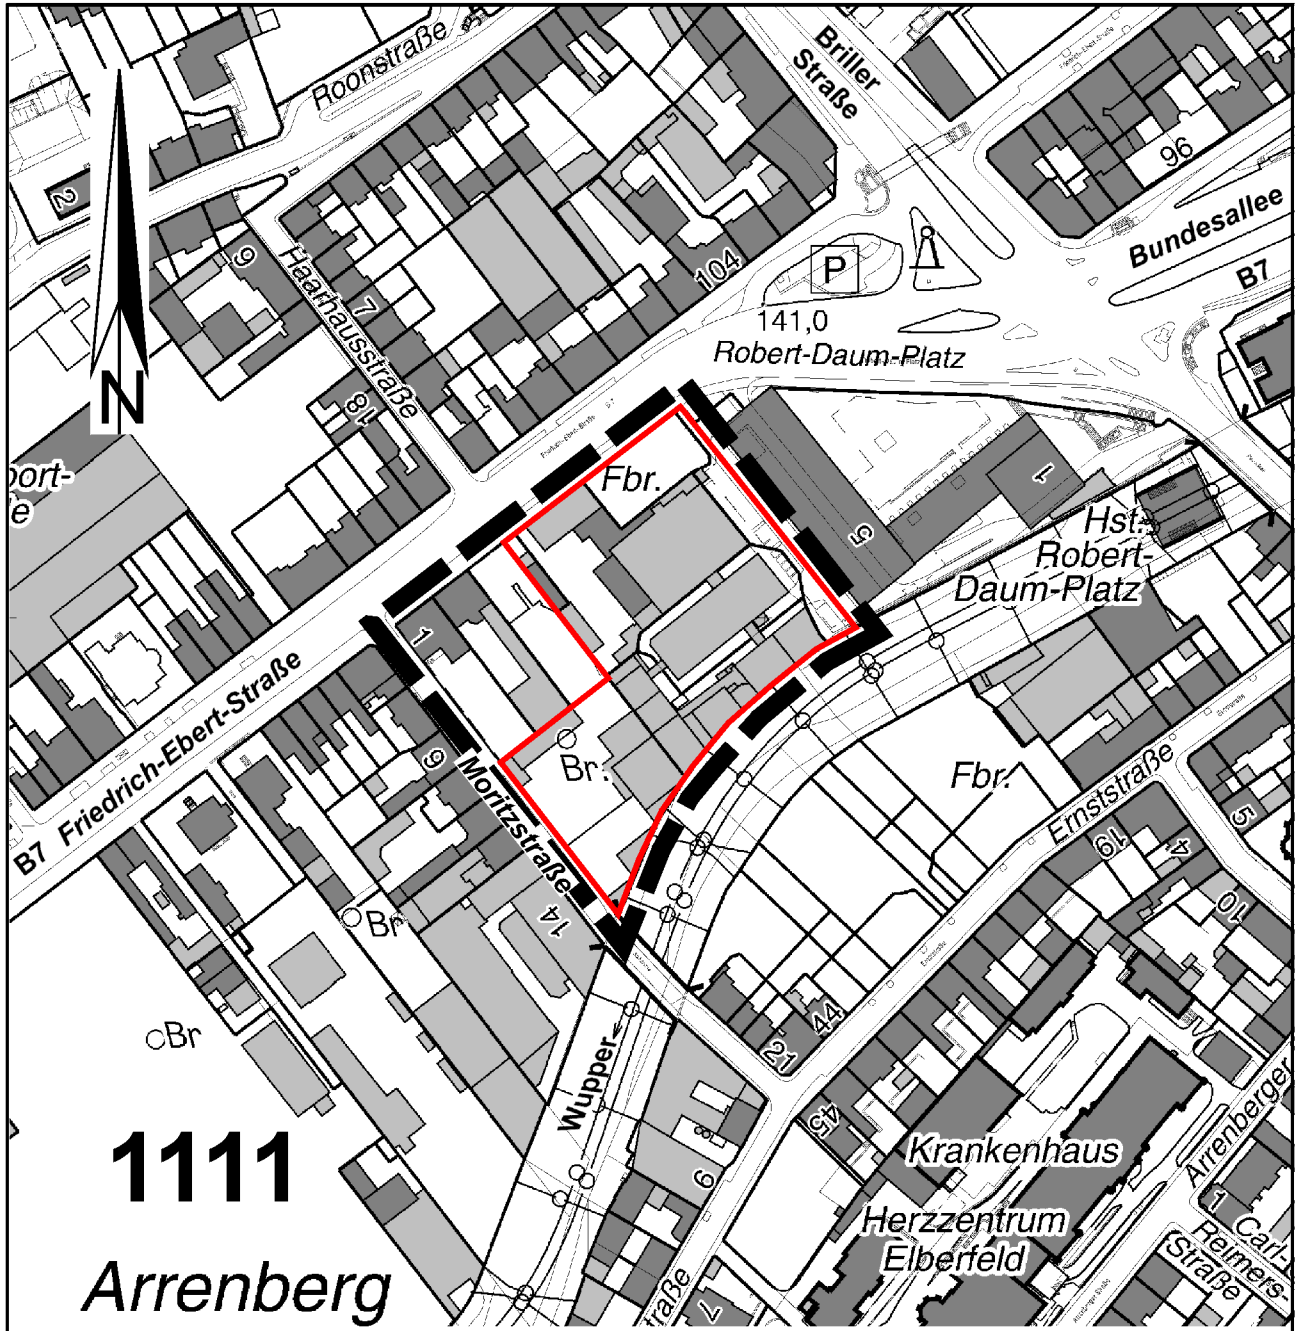 Roonstraße
Briller
Straße
2
96
9
Haarhausstraße
7
104
P
Bundesallee
B7
141,0
Robert-Daum-Platz
N
18
port-
e
Fbr.
1
5
Hst.
Robert-
Daum-Platz
1
B7 Friedrich-Ebert-Straße
9
Moritzstraße
Br.
Fbr.
Ernststraße
19
4
5
10
14
Br
Br
44
21
Wupper
45
8
9
Krankenhaus
Arrenberger
1111
Herzzentrum
Elberfeld
1
Carl-
Reimers-
Straße
Arrenberg
traße
7